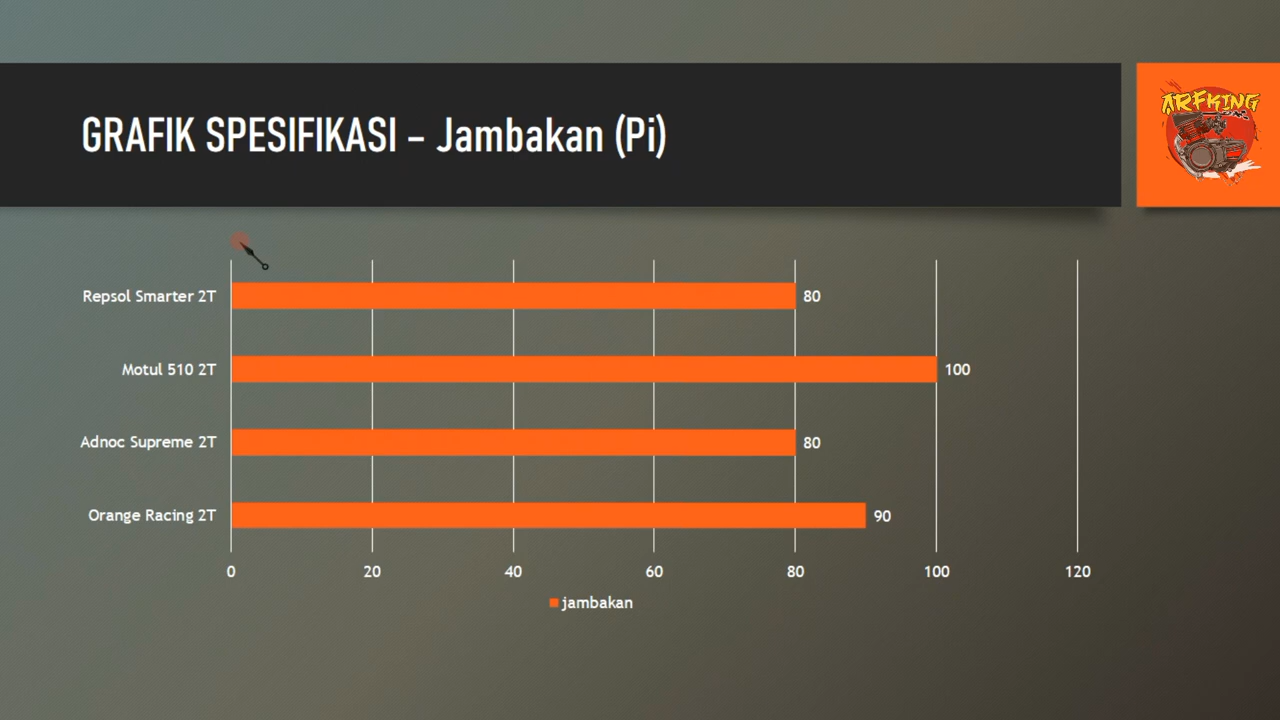 GRAFIK SPESIFIKASI – Jambakan (Pi)
ARFKING
Repsol Smarter 2T
80
Motul 510 2T
100
Adnoc Supreme 2T
80
Orange Racing 2T
90
0 20 40 60 80 100 120
jambakan